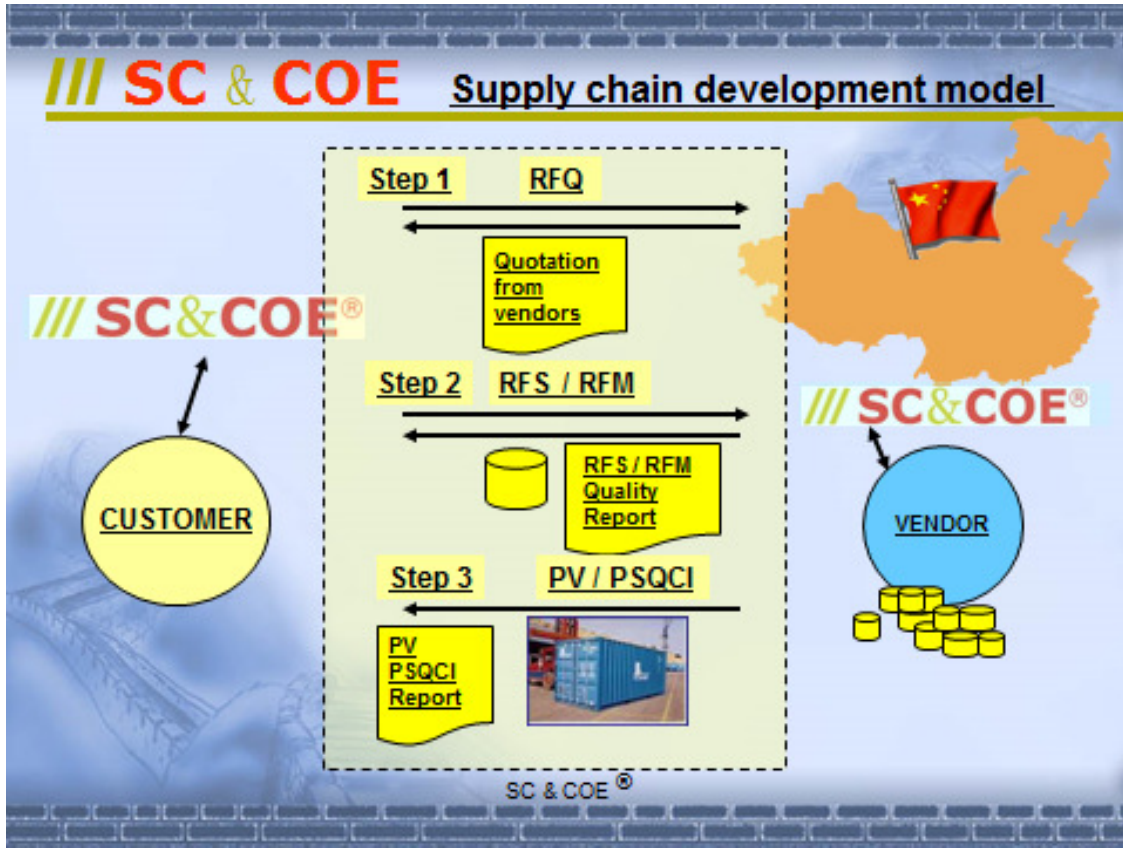 /// SC & COE Supply chain development model
Step 1 RFQ
Quotation
from
vendors
/// SC&COE®
Step 2 RFS / RFM
/// SC&COE®
RFS / RFM
Quality
Report
CUSTOMER
VENDOR
Step 3 PV / PSQCI
PV
PSQCI
Report
SC & COE ®